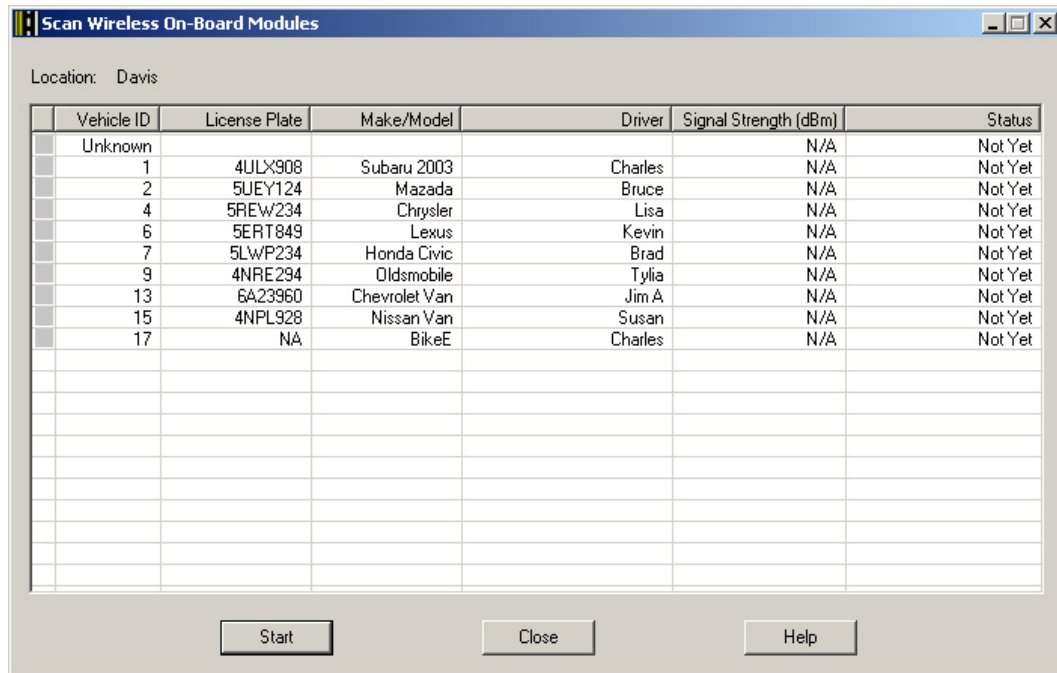 Scan Wireless On-Board Modules
Location: Davis
Vehicle ID License Plate Make/Model Driver Signal Strength (dBm) Status
Unknown N/A Not Yet
1 4ULX908 Subaru 2003 Charles N/A Not Yet
2 5UEY124 Mazada Bruce N/A Not Yet
4 5REW234 Chrysler Lisa N/A Not Yet
6 5ERT849 Lexus Kevin N/A Not Yet
7 5LWP234 Honda Civic Brad N/A Not Yet
9 4NRE294 Oldsmobile Tylia N/A Not Yet
13 6A23960 Chevrolet Van Jim A N/A Not Yet
15 4NPL928 Nissan Van Susan N/A Not Yet
17 NA BikeE Charles N/A Not Yet
Start Close Help